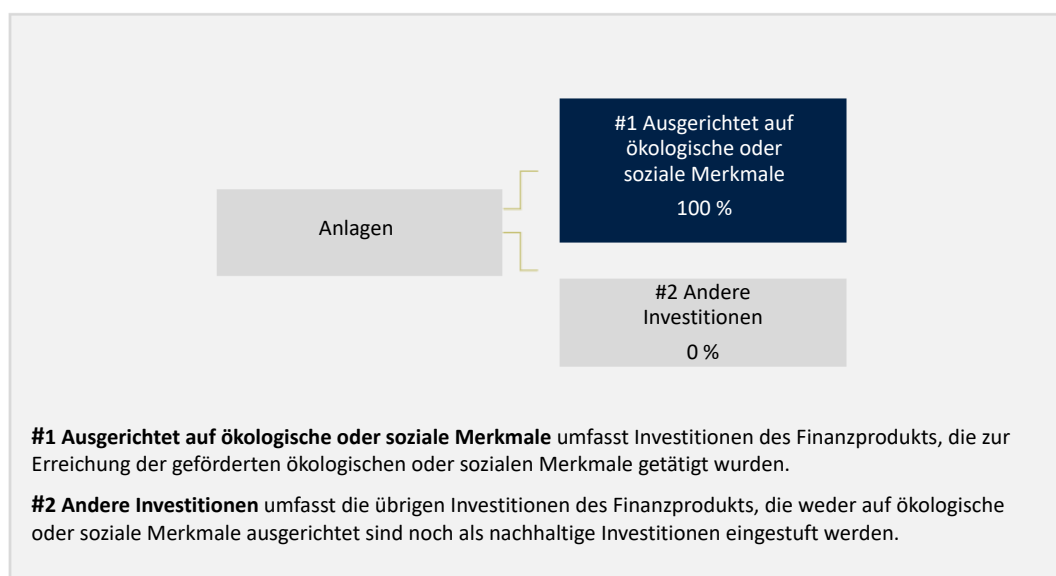 #1 Ausgerichtet auf
ökologische oder
soziale Merkmale
100 %
Anlagen
#2 Andere
Investitionen
0 %
#1 Ausgerichtet auf ökologische oder soziale Merkmale umfasst Investitionen des Finanzprodukts, die zur
Erreichung der geförderten ökologischen oder sozialen Merkmale getätigt wurden.
#2 Andere Investitionen umfasst die übrigen Investitionen des Finanzprodukts, die weder auf ökologische
oder soziale Merkmale ausgerichtet sind noch als nachhaltige Investitionen eingestuft werden.